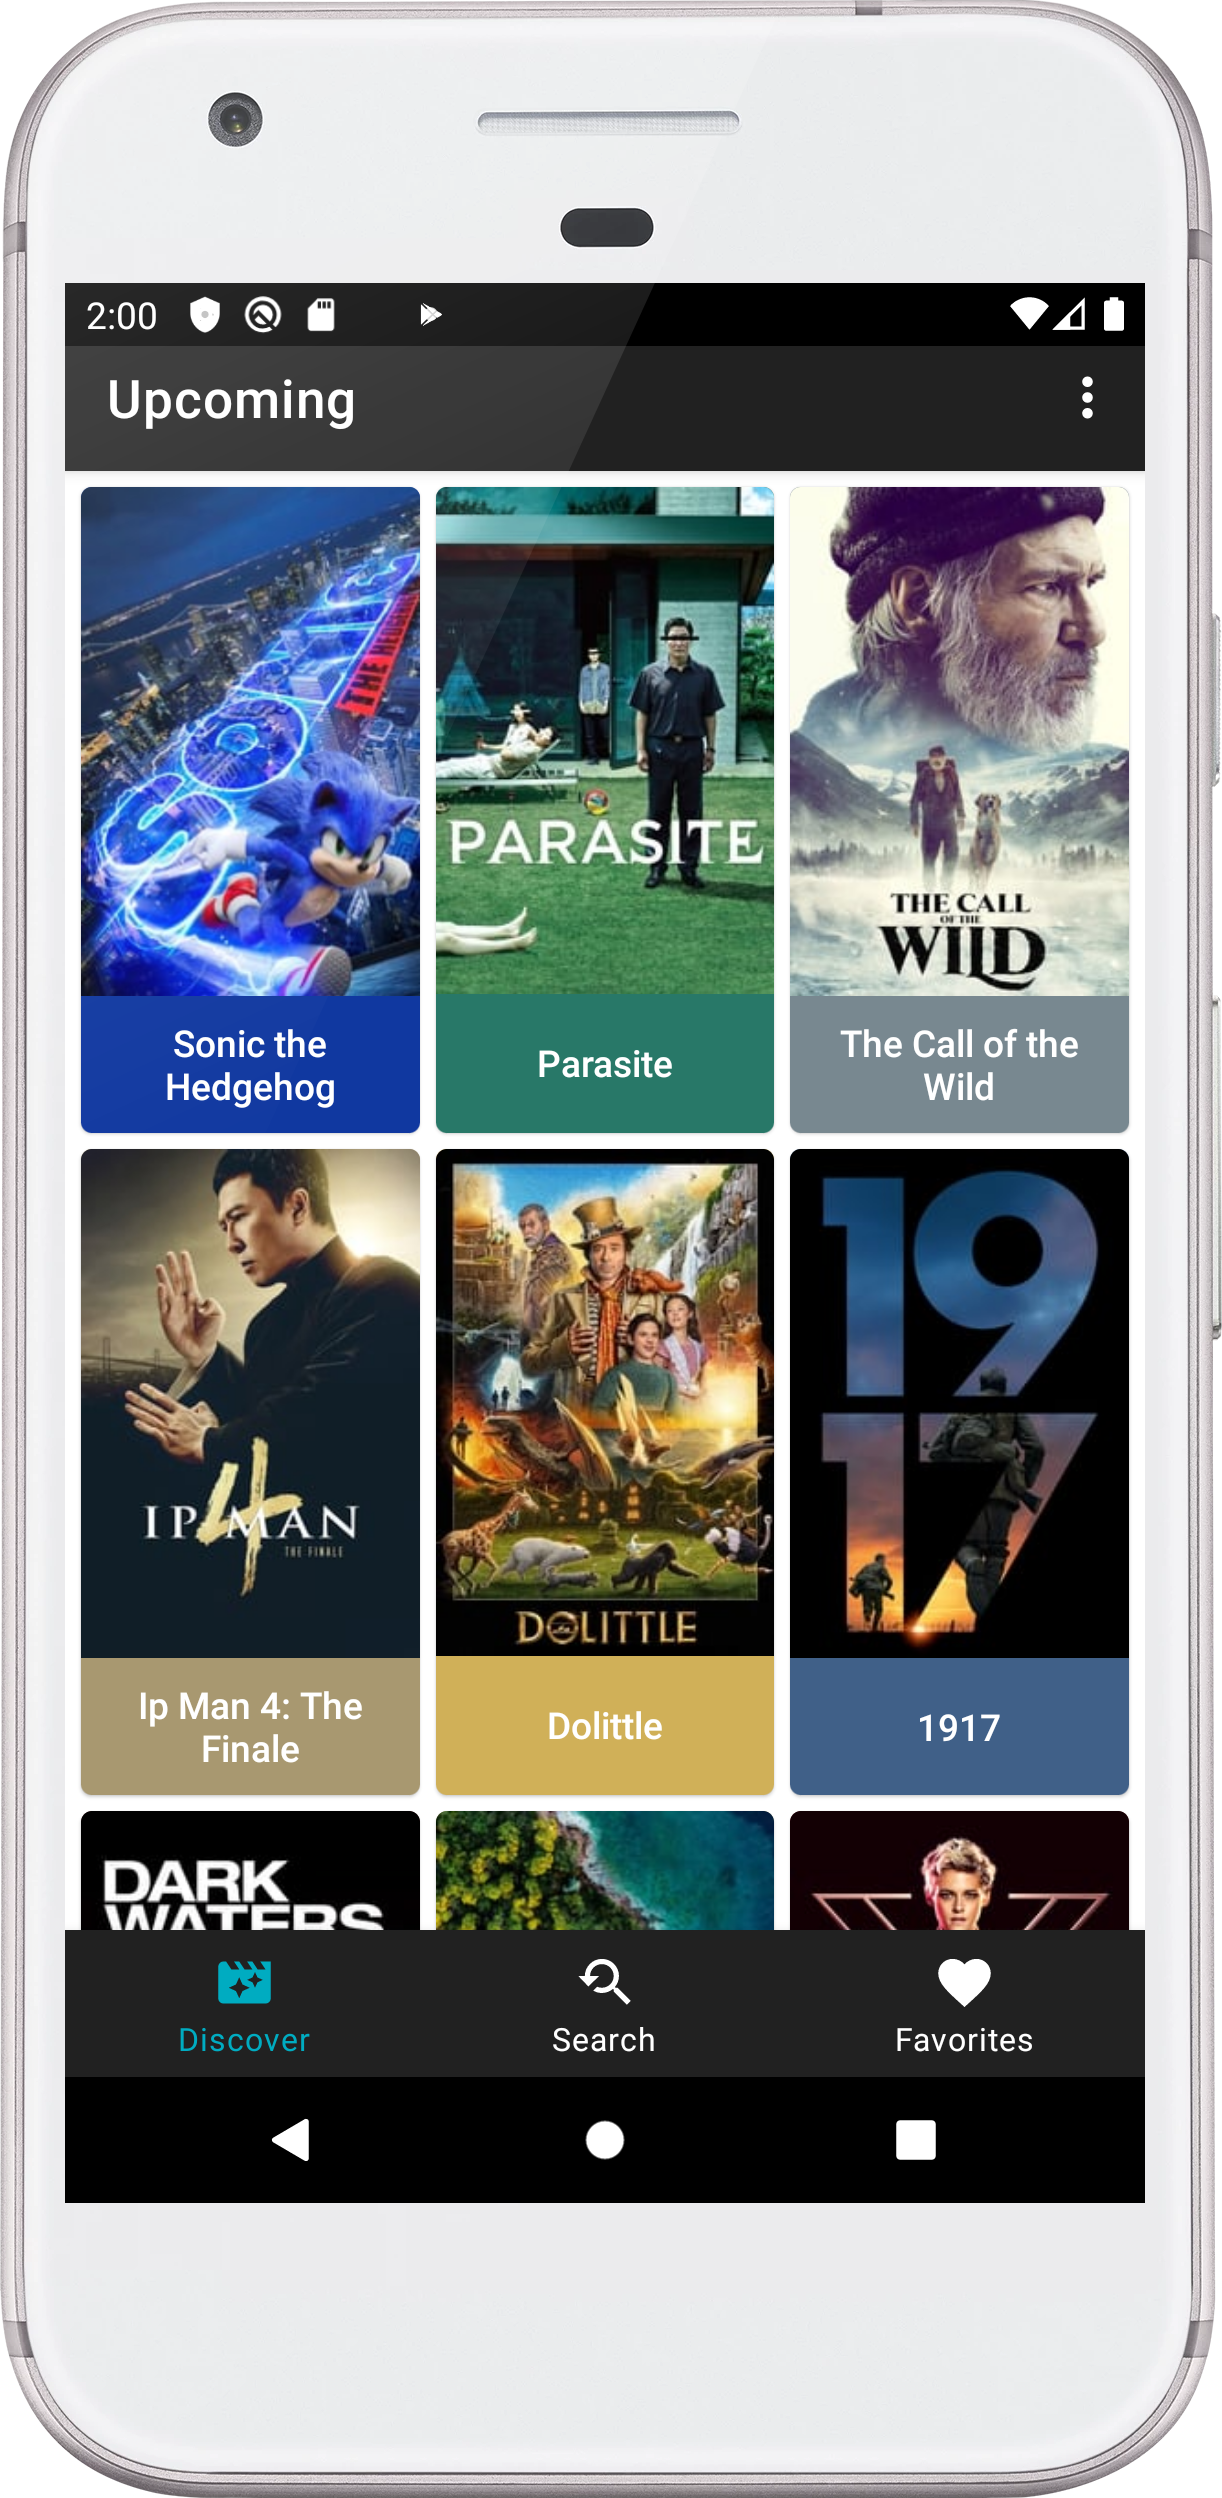 2:00
Upcoming
SONIC
THE HEDGEHOG
PARASITE
THE CALL
OF THE
WILD
Sonic the
Hedgehog
Parasite
The Call of the
Wild
IP MAN
4
THE FINALE
DOLITTLE
19
17
Ip Man 4: The
Finale
Dolittle
1917
DARK
WATERS
Discover
Search
Favorites